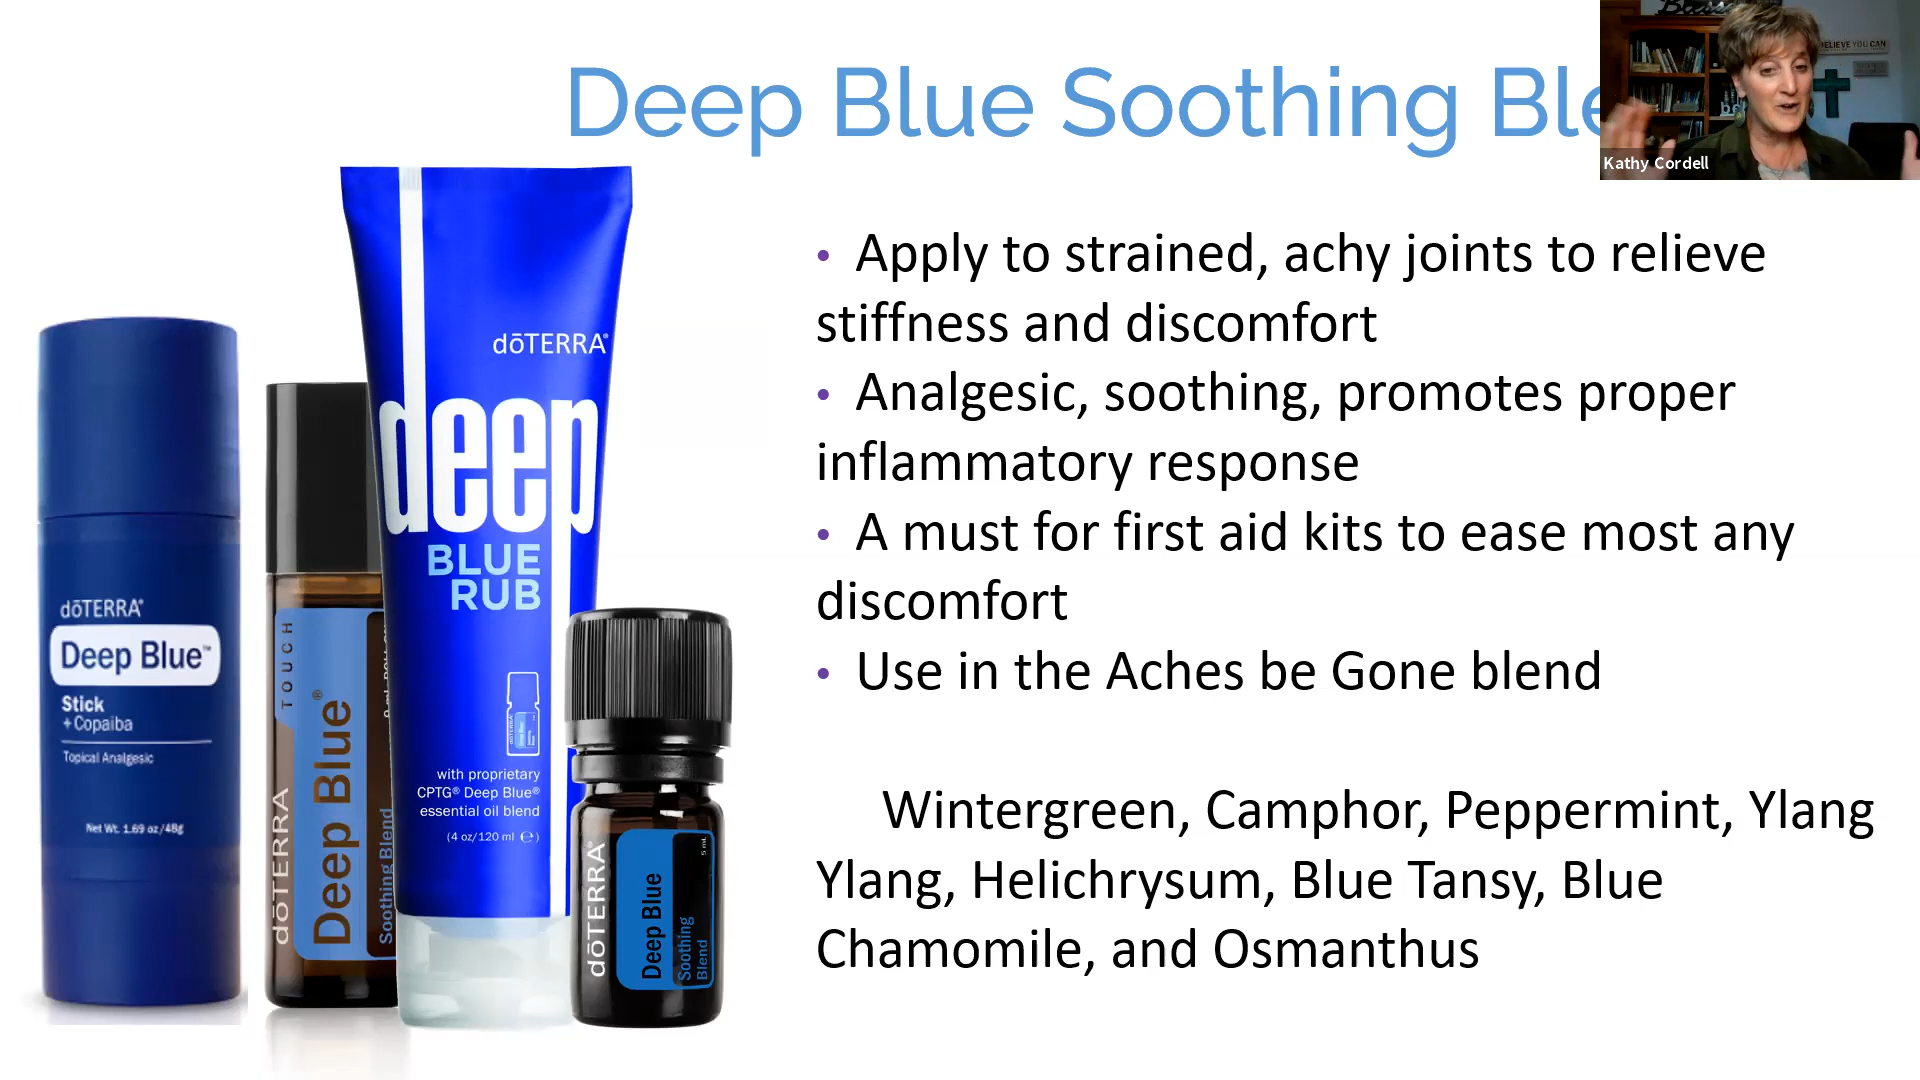 Deep Blue Soothing Ble
BELIEVE YOU CAN
Kathy Cordell
• Apply to strained, achy joints to relieve
stiffness and discomfort
• Analgesic, soothing, promotes proper
inflammatory response
• A must for first aid kits to ease most any
discomfort
• Use in the Aches be Gone blend
Wintergreen, Camphor, Peppermint, Ylang
Ylang, Helichrysum, Blue Tansy, Blue
Chamomile, and Osmanthus
dōTERRA®
Deep Blue™
Stick
+ Copaiba
Topical Analgesic
Net Wt. 1.69 oz/48g
dōTERRA
TOUCH
Deep Blue®
Soothing Blend
dōTERRA®
deep
BLUE
RUB
with proprietary
CPTG® Deep Blue®
essential oil blend
(4 oz/120 ml ℮)
dōTERRA
Deep Blue
Soothing
Blend
5 mL